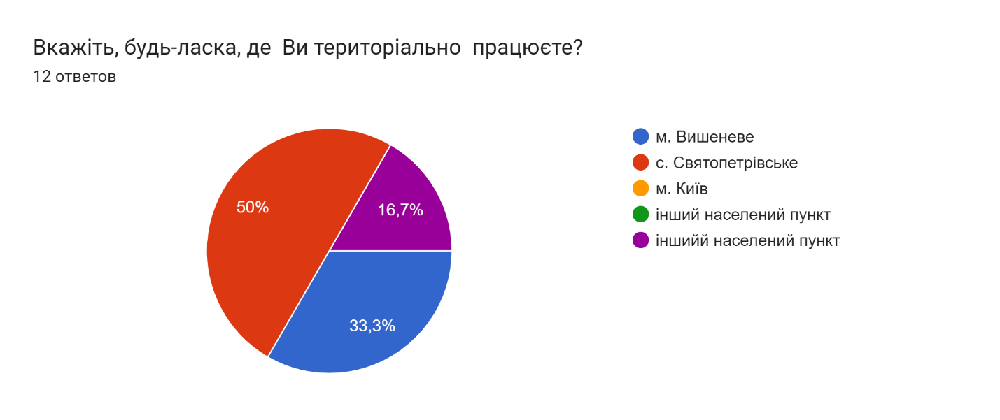 Вкажіть, будь-ласка, де  Ви територіально  працюєте?
12 ответов
50%
16,7%
33,3%
м. Вишеневе
с. Святопетрівське
м. Київ
інший населений пункт
іншийй населений пункт